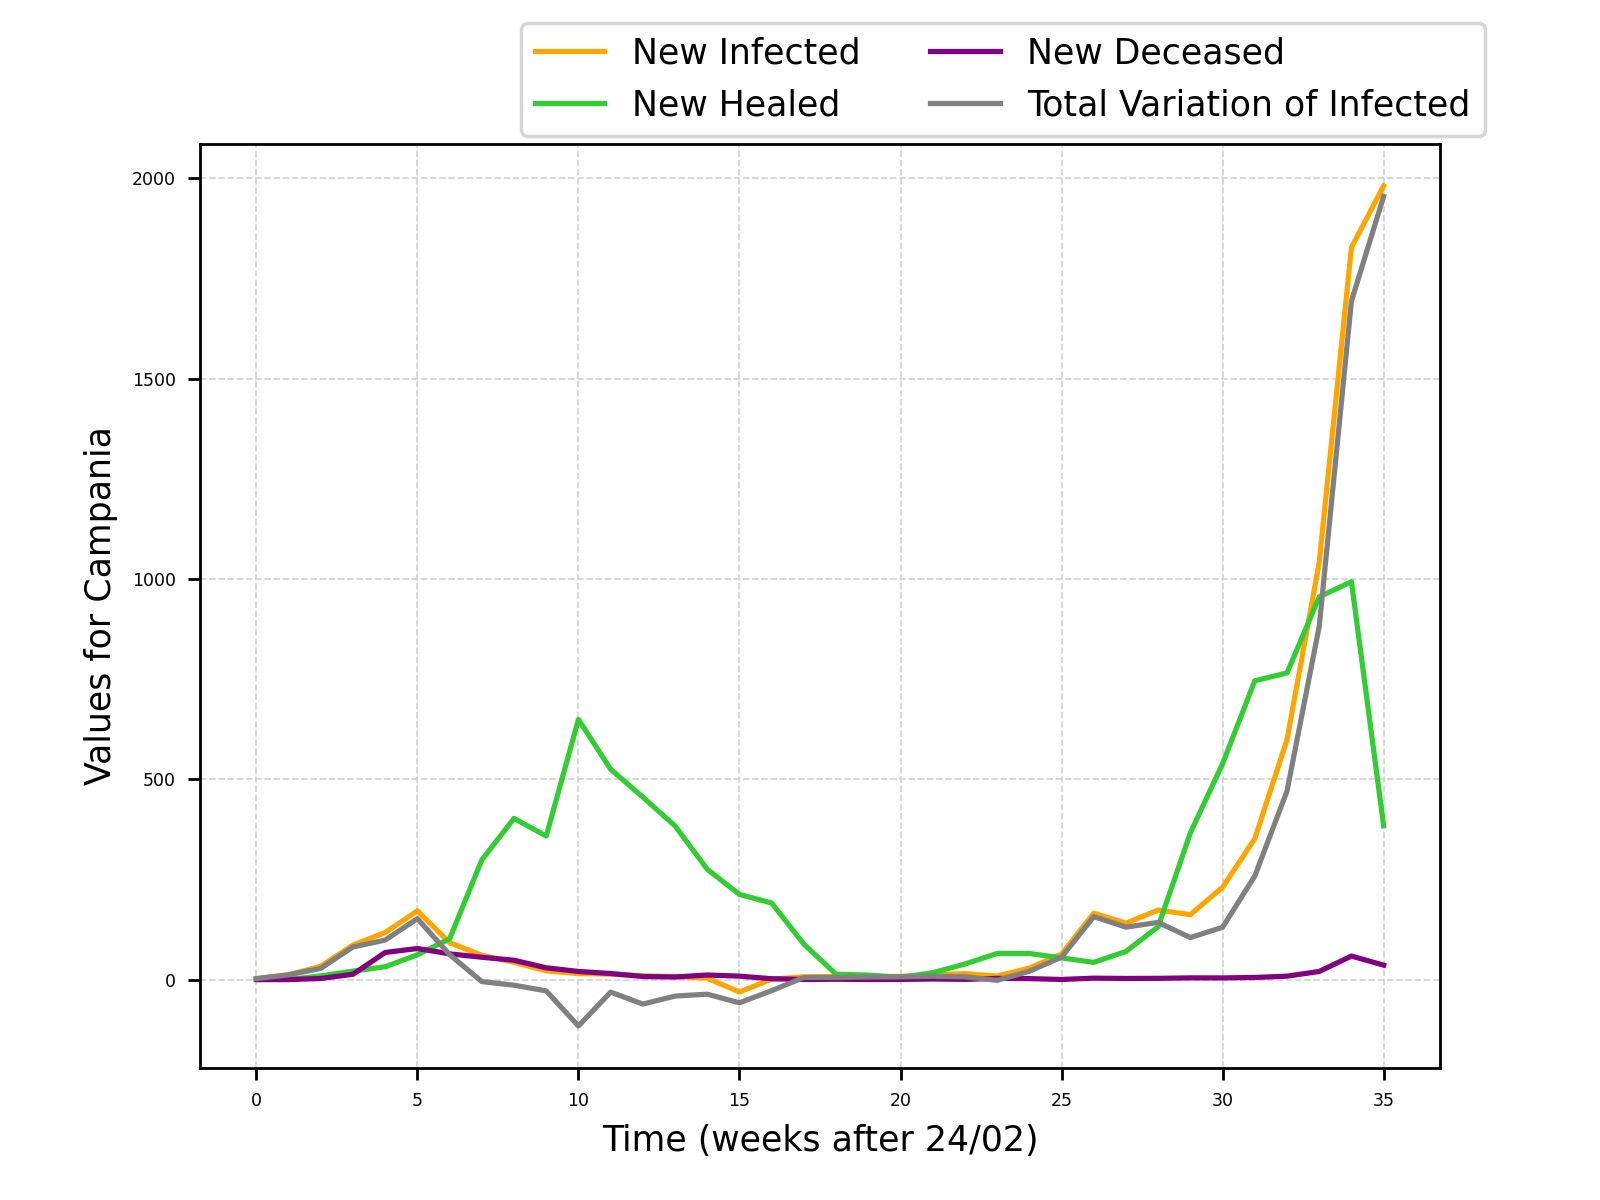 New Infected
New Healed
New Deceased
Total Variation of Infected
Values for Campania
2000
1500
1000
500
0
0 5 10 15 20 25 30 35
Time (weeks after 24/02)